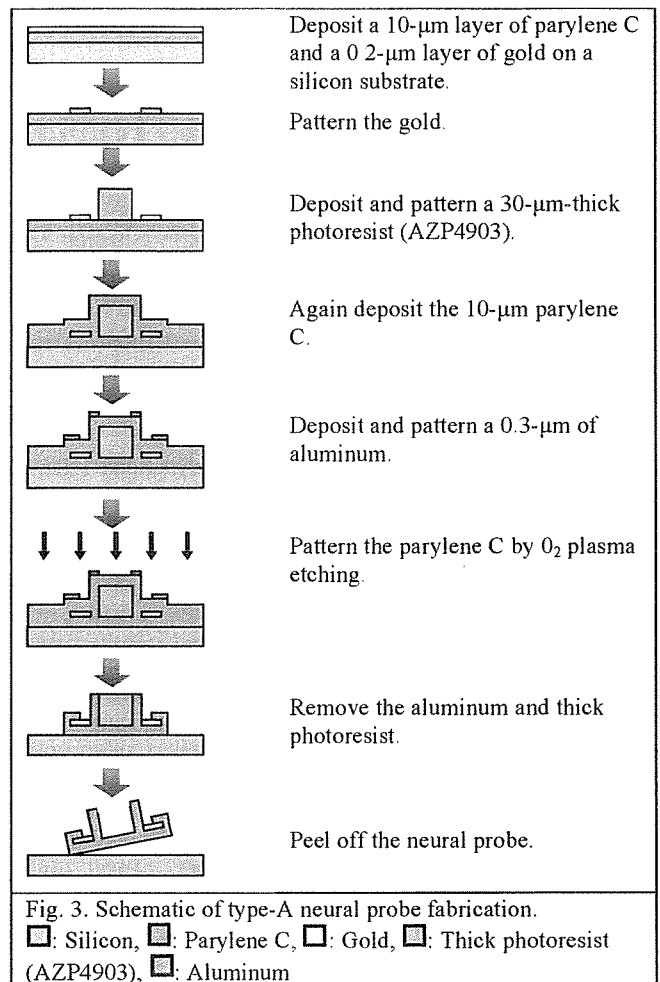 Deposit a 10-μm layer of parylene C
and a 0 2-μm layer of gold on a
silicon substrate.
Pattern the gold.
Deposit and pattern a 30-μm-thick
photoresist (AZP4903).
Again deposit the 10-μm parylene
C.
Deposit and pattern a 0.3-μm of
aluminum.
Pattern the parylene C by 0₂ plasma
etching.
Remove the aluminum and thick
photoresist.
Peel off the neural probe.
Fig. 3. Schematic of type-A neural probe fabrication.
□: Silicon, □: Parylene C, □: Gold, □: Thick photoresist
(AZP4903), □: Aluminum